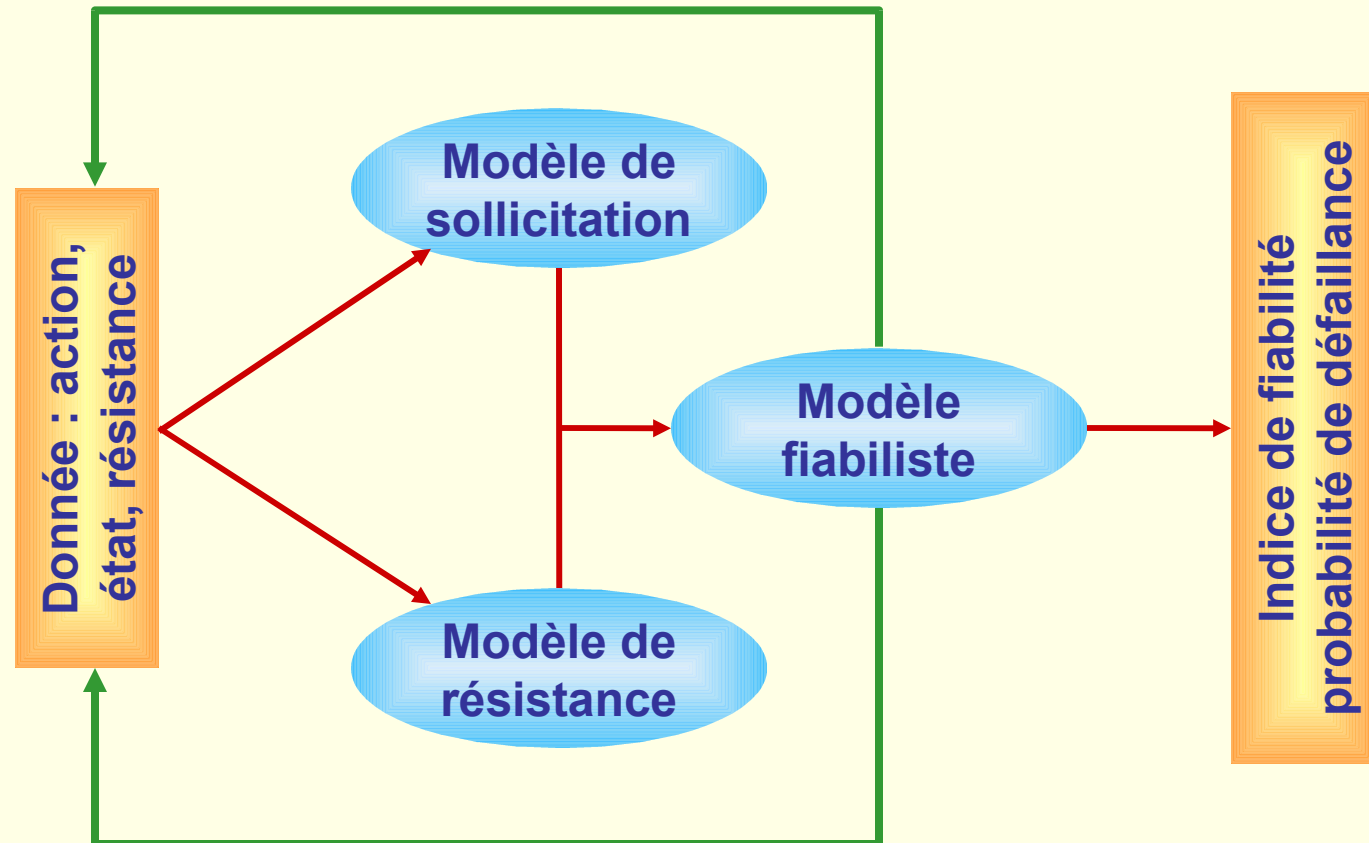 Donnée : action,
état, résistance
Modèle de
sollicitation
Modèle de
résistance
Modèle
fiabiliste
Indice de fiabilité
probabilité de défaillance